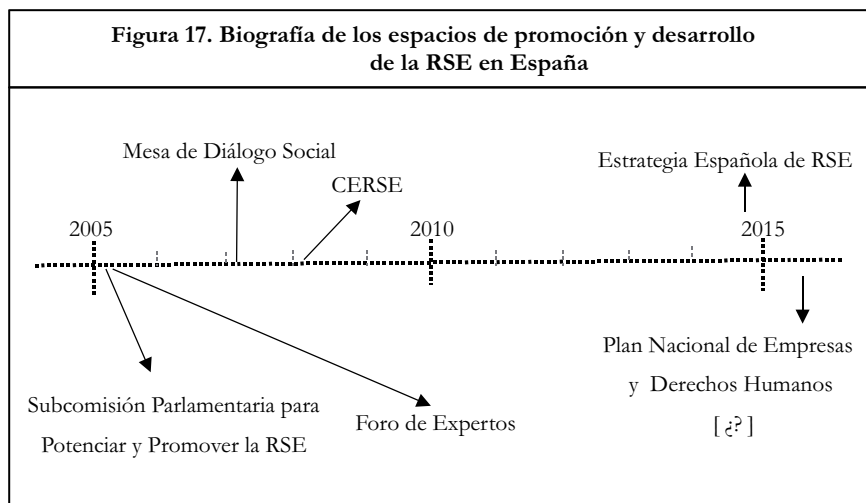 Figura 17. Biografía de los espacios de promoción y desarrollo
de la RSE en España
Mesa de Diálogo Social
CERSE
Estrategia Española de RSE
2005
2010
2015
Subcomisión Parlamentaria para
Potenciar y Promover la RSE
Foro de Expertos
Plan Nacional de Empresas
y Derechos Humanos
[ ¿? ]